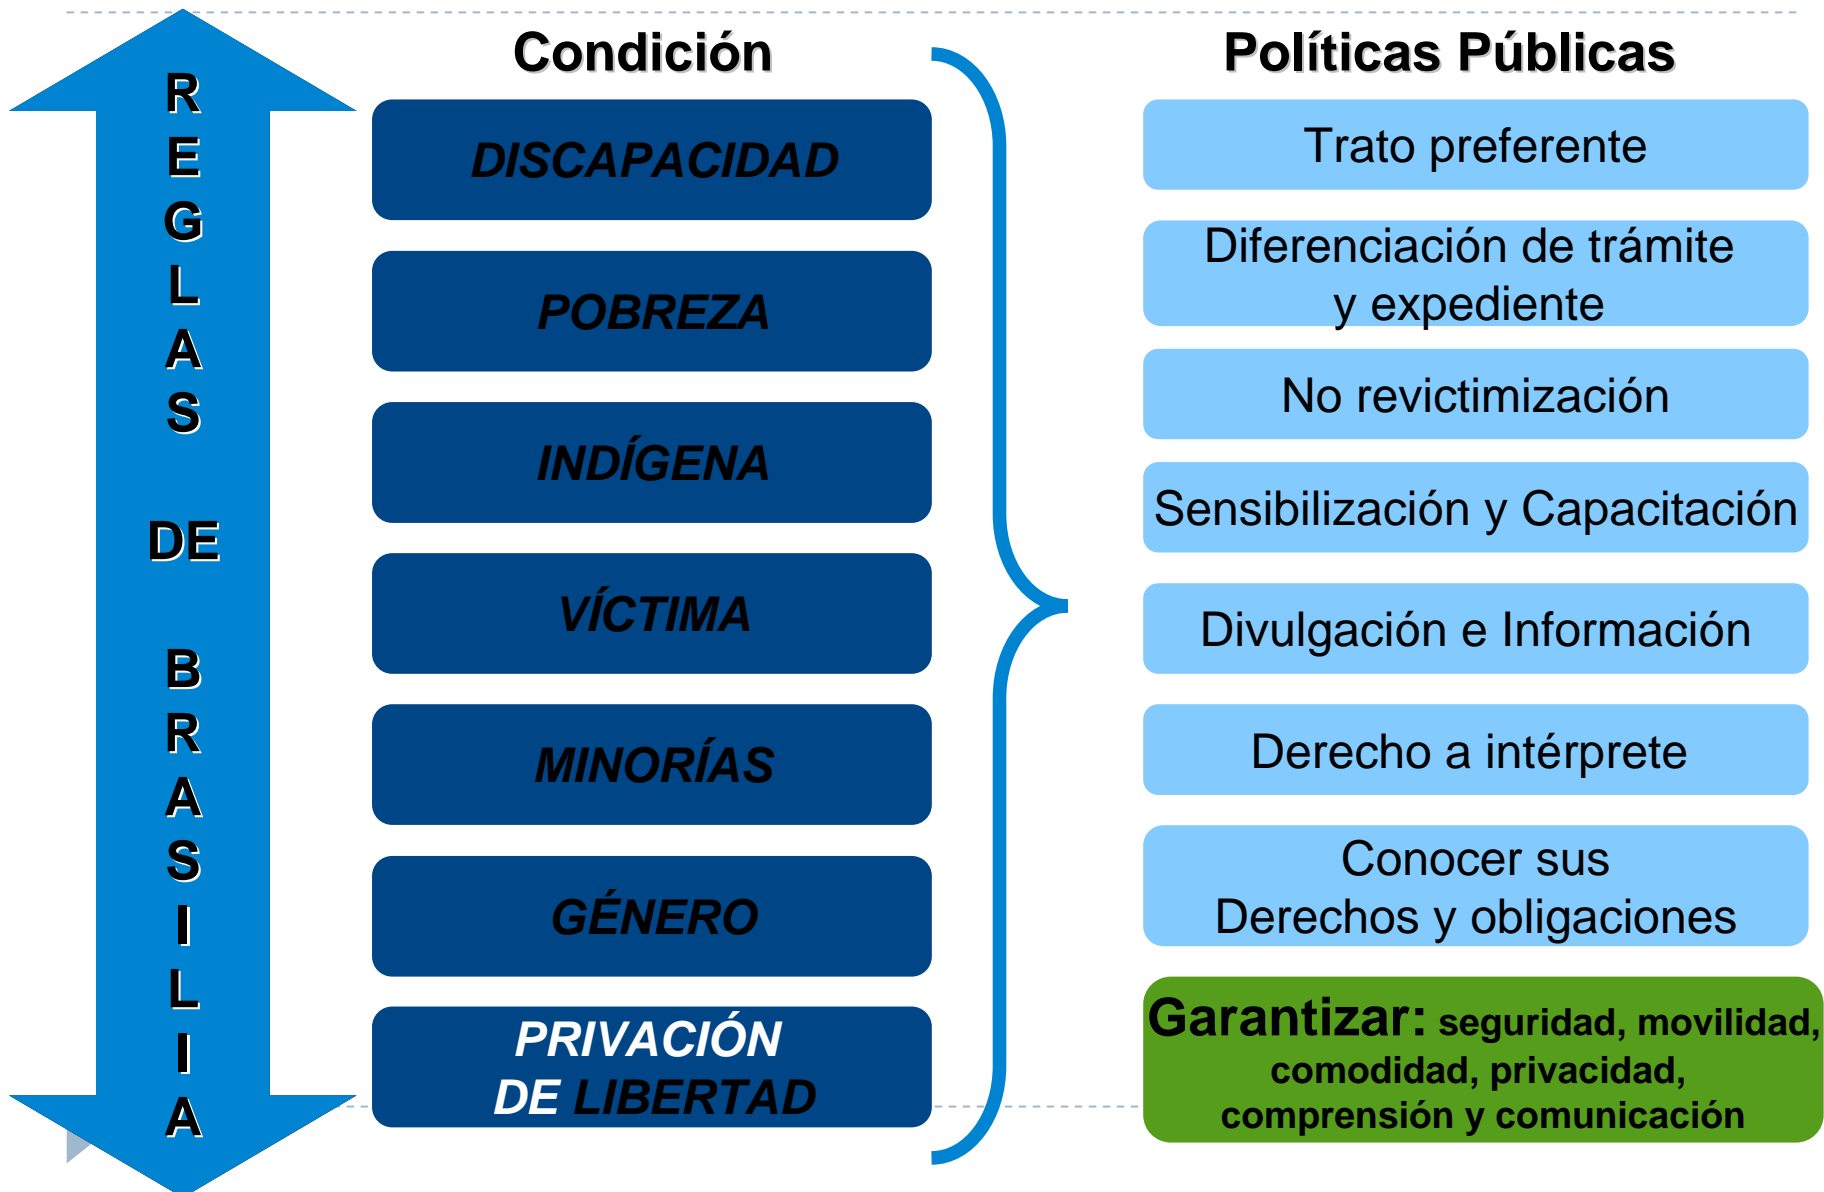 R
E
G
L
A
S
DE
B
R
A
S
I
L
I
A
Condición
DISCAPACIDAD
POBREZA
INDÍGENA
VÍCTIMA
MINORÍAS
GÉNERO
PRIVACIÓN
DE LIBERTAD
Políticas Públicas
Trato preferente
Diferenciación de trámite
y expediente
No revictimización
Sensibilización y Capacitación
Divulgación e Información
Derecho a intérprete
Conocer sus
Derechos y obligaciones
Garantizar: seguridad, movilidad,
comodidad, privacidad,
comprensión y comunicación